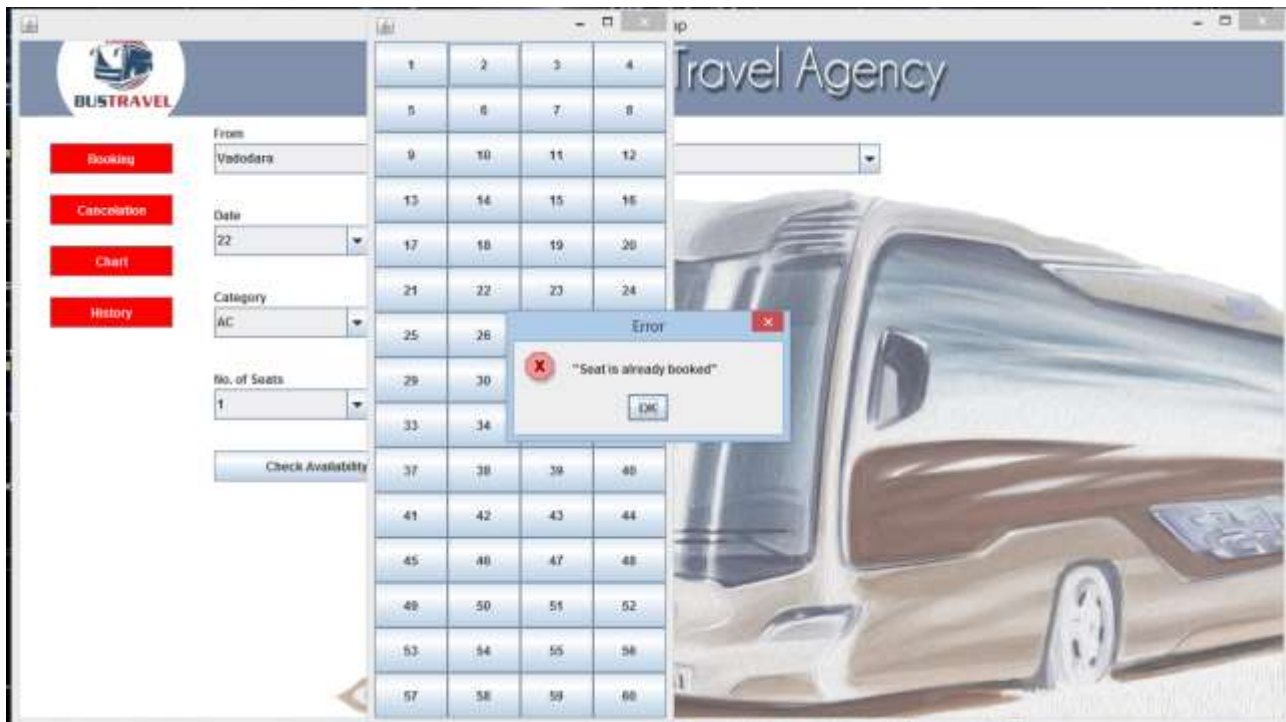 ip
BUSTRAVEL
Travel Agency
Booking
Cancelation
Chart
History
From
Vadodara
Date
22
Category
AC
No. of Seats
1
Check Availability
1 2 3 4
5 6 7 8
9 10 11 12
13 14 15 16
17 18 19 20
21 22 23 24
25 26
29 30
33 34
37 38 39 40
41 42 43 44
45 46 47 48
49 50 51 52
53 54 55 56
57 58 59 60
Error
"Seat is already booked"
OK